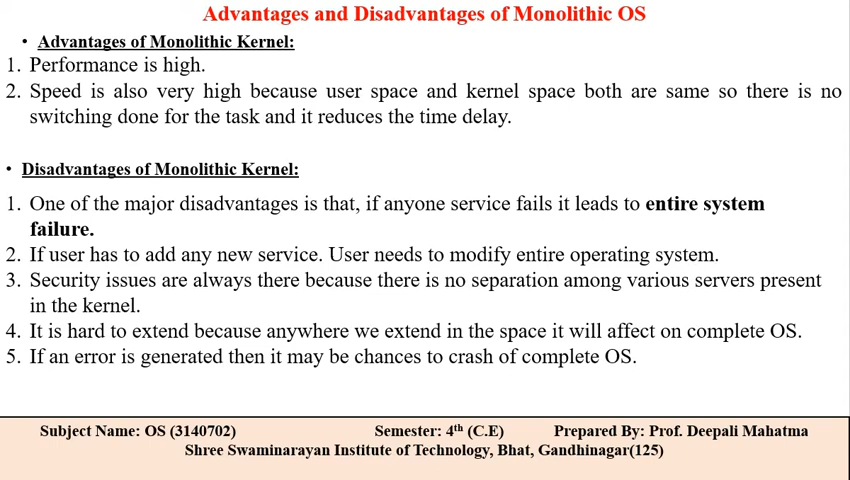 Advantages and Disadvantages of Monolithic OS
• Advantages of Monolithic Kernel:
1. Performance is high.
2. Speed is also very high because user space and kernel space both are same so there is no
switching done for the task and it reduces the time delay.
• Disadvantages of Monolithic Kernel:
1. One of the major disadvantages is that, if anyone service fails it leads to entire system
failure.
2. If user has to add any new service. User needs to modify entire operating system.
3. Security issues are always there because there is no separation among various servers present
in the kernel.
4. It is hard to extend because anywhere we extend in the space it will affect on complete OS.
5. If an error is generated then it may be chances to crash of complete OS.
Subject Name: OS (3140702) Semester: 4th (C.E) Prepared By: Prof. Deepali Mahatma
Shree Swaminarayan Institute of Technology, Bhat, Gandhinagar(125)